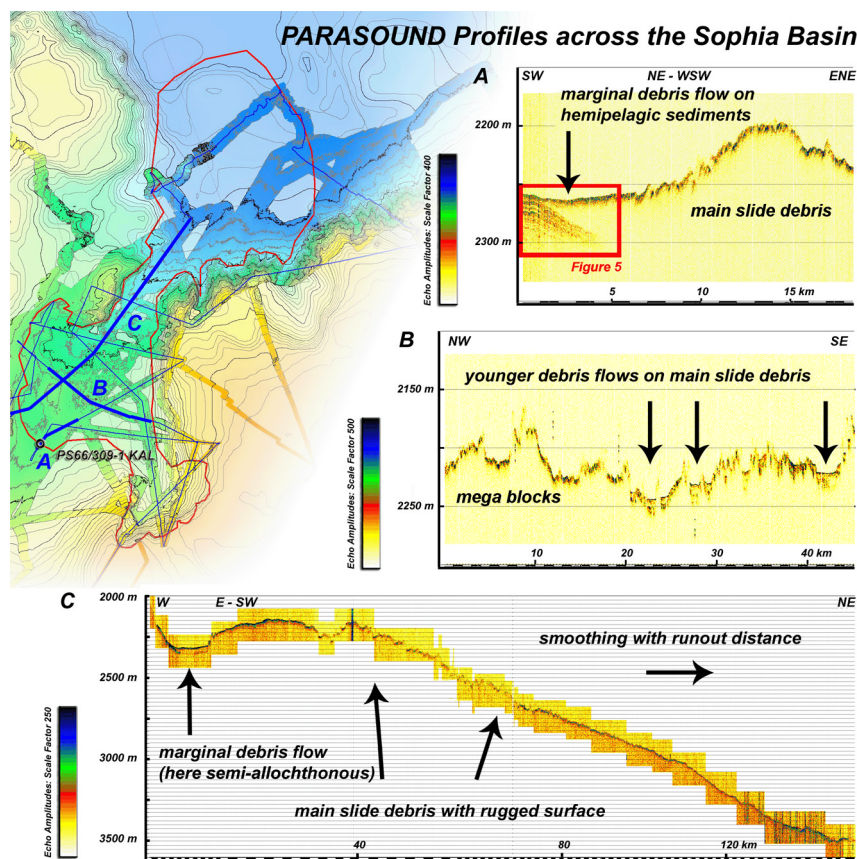 PARASOUND Profiles across the Sophia Basin
A
SW NE - WSW ENE
marginal debris flow on
hemipelagic sediments
2200 m
main slide debris
2300 m
Figure 5
5 10 15 km
Echo Amplitudes: Scale Factor 400
C
B
A
PS66/309-1 KAL
B
NW SE
2150 m
younger debris flows on main slide debris
mega blocks
2250 m
10 20 30 40 km
Echo Amplitudes: Scale Factor 500
C
2000 m
W E - SW NE
smoothing with runout distance
2500 m
marginal debris flow
(here semi-allochthonous)
3000 m
main slide debris with rugged surface
3500 m
40 80 120 km
Echo Amplitudes: Scale Factor 250